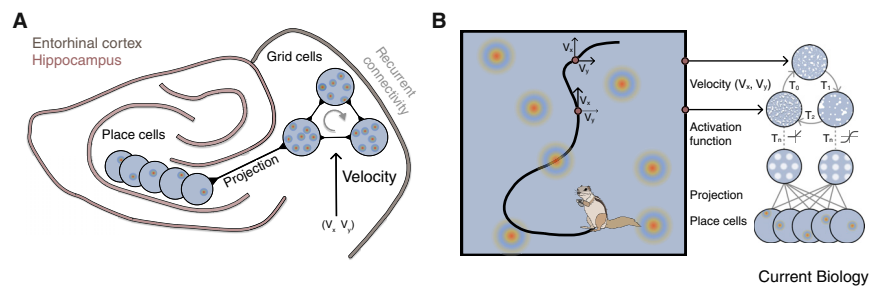 A
Entorhinal cortex
Hippocampus
Grid cells
Recurrent
connectivity
Place cells
Projection
Velocity
(Vx Vy)
B
Vx
Vy
Vx
Vy
Velocity (Vx, Vy)
T0
T1
T2
Activation
function
Tn
Tn
Projection
Place cells
Current Biology